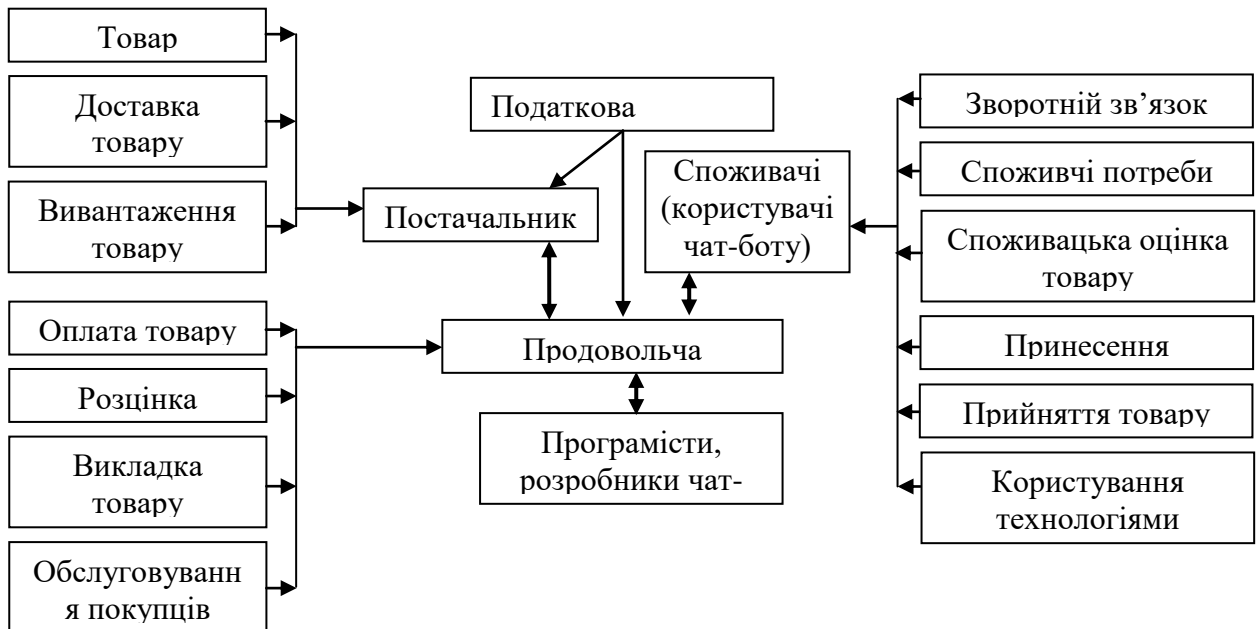 Товар
Доставка
товару
Вивантаження
товару
Оплата товару
Розцінка
Викладка
товару
Обслуговуванн
я покупців
Податкова
Постачальник
Споживачі
(користувачі
чат-боту)
Продовольча
Програмісти,
розробники чат-
Зворотній зв’язок
Споживчі потреби
Споживацька оцінка
товару
Принесення
Прийняття товару
Користування
технологіями